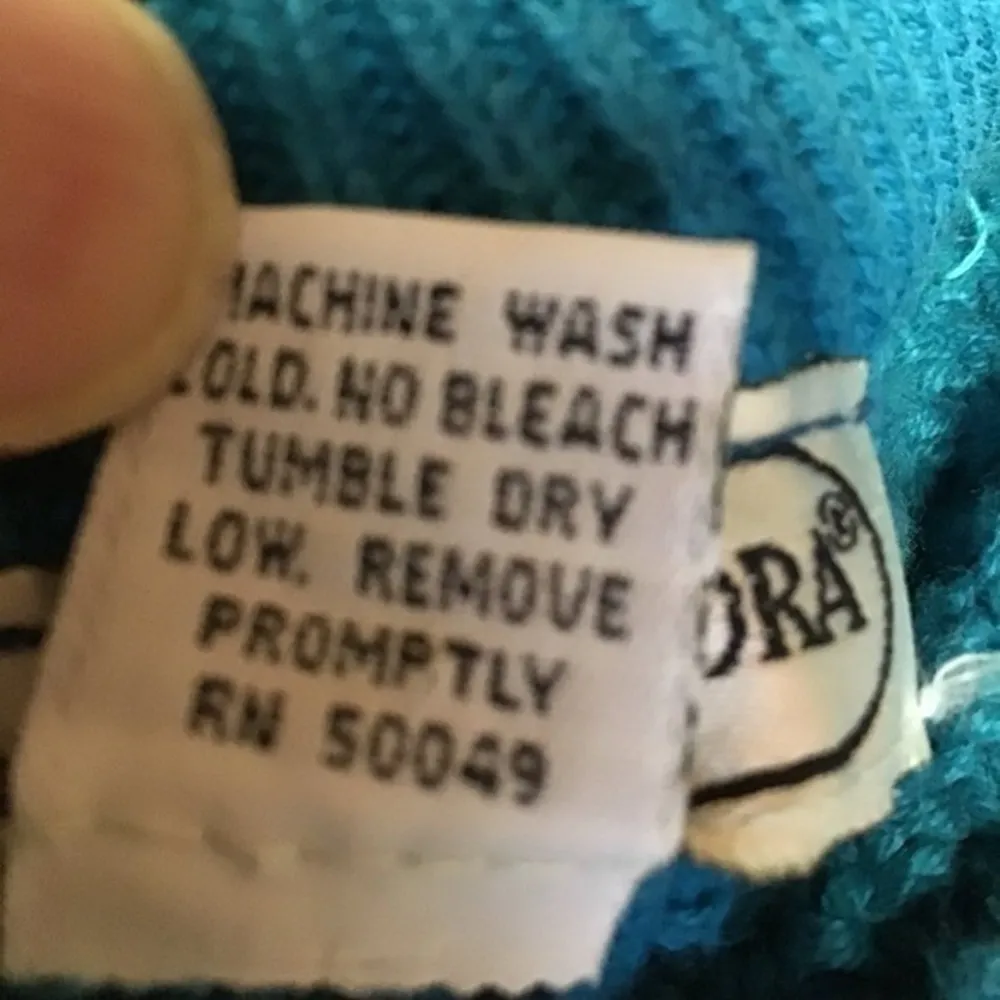 MACHINE WASH
COLD. NO BLEACH
TUMBLE DRY
LOW. REMOVE
PROMPTLY
RN 50049
ORA®